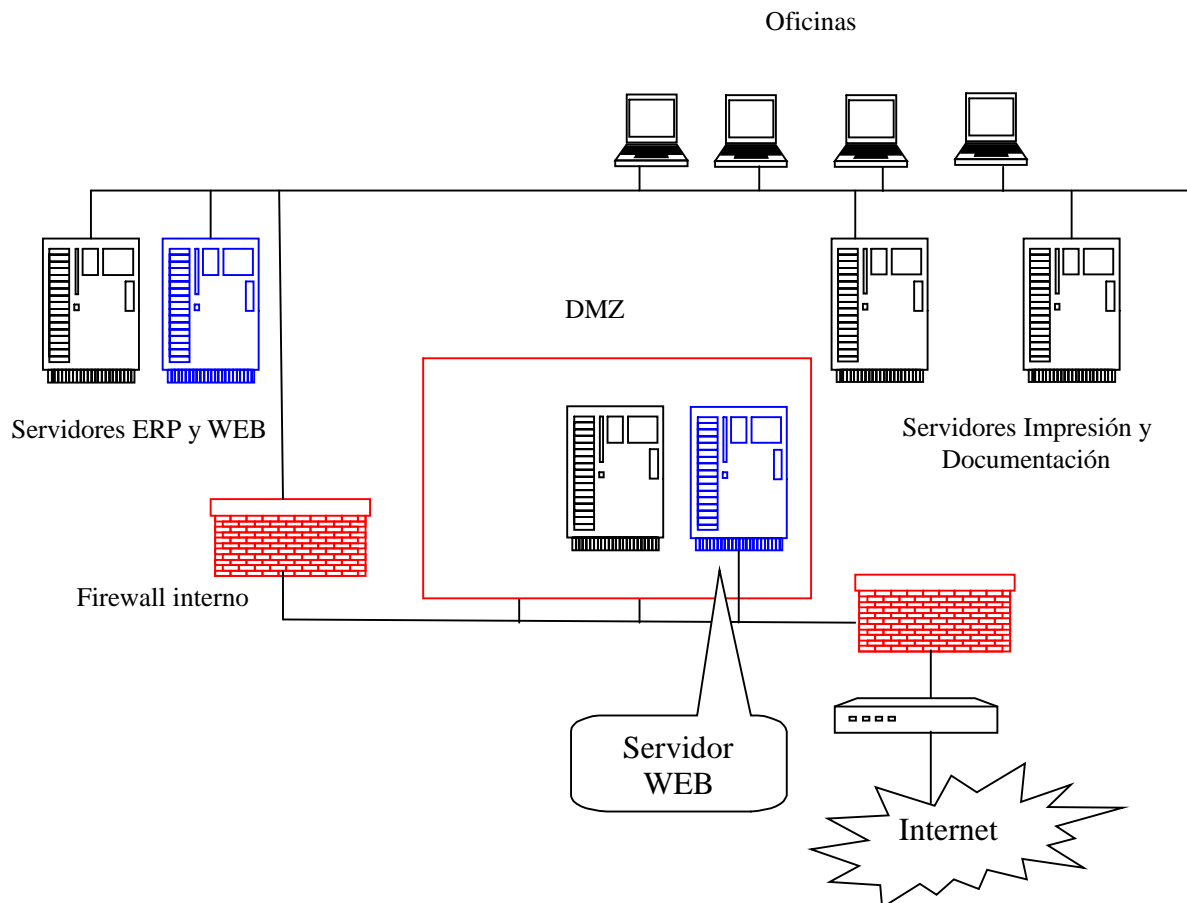 Oficinas
DMZ
Servidores ERP y WEB
Servidores Impresión y
Documentación
Firewall interno
Servidor
WEB
Internet